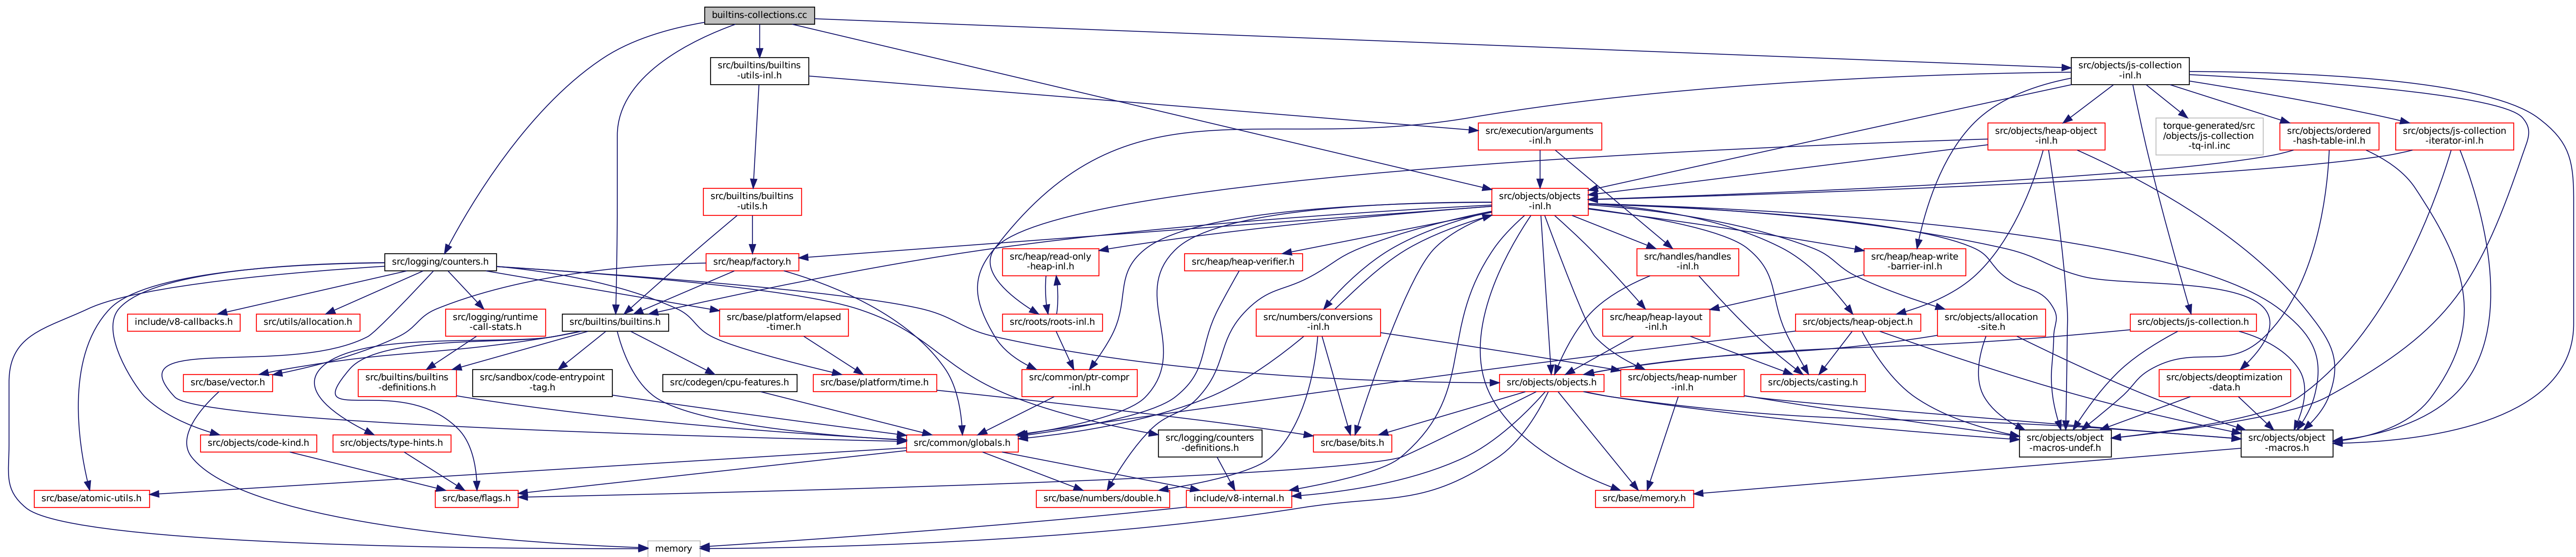 builtins-collections.cc
src/builtins/builtins
-utils-inl.h
src/objects/js-collection
-inl.h
src/execution/arguments
-inl.h
src/objects/heap-object
-inl.h
torque-generated/src
/objects/js-collection
-tq-inl.inc
src/objects/ordered
-hash-table-inl.h
src/objects/js-collection
-iterator-inl.h
src/builtins/builtins
-utils.h
src/objects/objects
-inl.h
src/logging/counters.h
src/heap/factory.h
src/heap/read-only
-heap-inl.h
src/heap/heap-verifier.h
src/handles/handles
-inl.h
src/heap/heap-write
-barrier-inl.h
include/v8-callbacks.h
src/utils/allocation.h
src/logging/runtime
-call-stats.h
src/builtins/builtins.h
src/base/platform/elapsed
-timer.h
src/roots/roots-inl.h
src/numbers/conversions
-inl.h
src/heap/heap-layout
-inl.h
src/objects/heap-object.h
src/objects/allocation
-site.h
src/objects/js-collection.h
src/base/vector.h
src/builtins/builtins
-definitions.h
src/sandbox/code-entrypoint
-tag.h
src/codegen/cpu-features.h
src/base/platform/time.h
src/common/ptr-compr
-inl.h
src/objects/objects.h
src/objects/heap-number
-inl.h
src/objects/casting.h
src/objects/deoptimization
-data.h
src/objects/code-kind.h
src/objects/type-hints.h
src/common/globals.h
src/logging/counters
-definitions.h
src/base/bits.h
src/objects/object
-macros-undef.h
src/objects/object
-macros.h
src/base/atomic-utils.h
src/base/flags.h
src/base/numbers/double.h
include/v8-internal.h
src/base/memory.h
memory